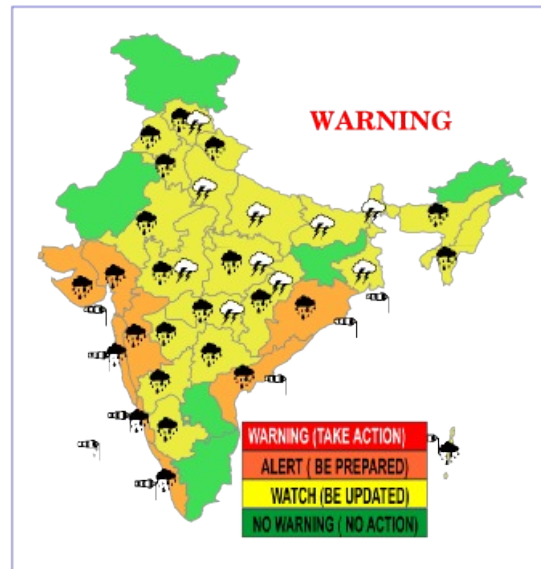 WARNING
WARNING (TAKE ACTION)
ALERT ( BE PREPARED)
WATCH (BE UPDATED)
NO WARNING ( NO ACTION)